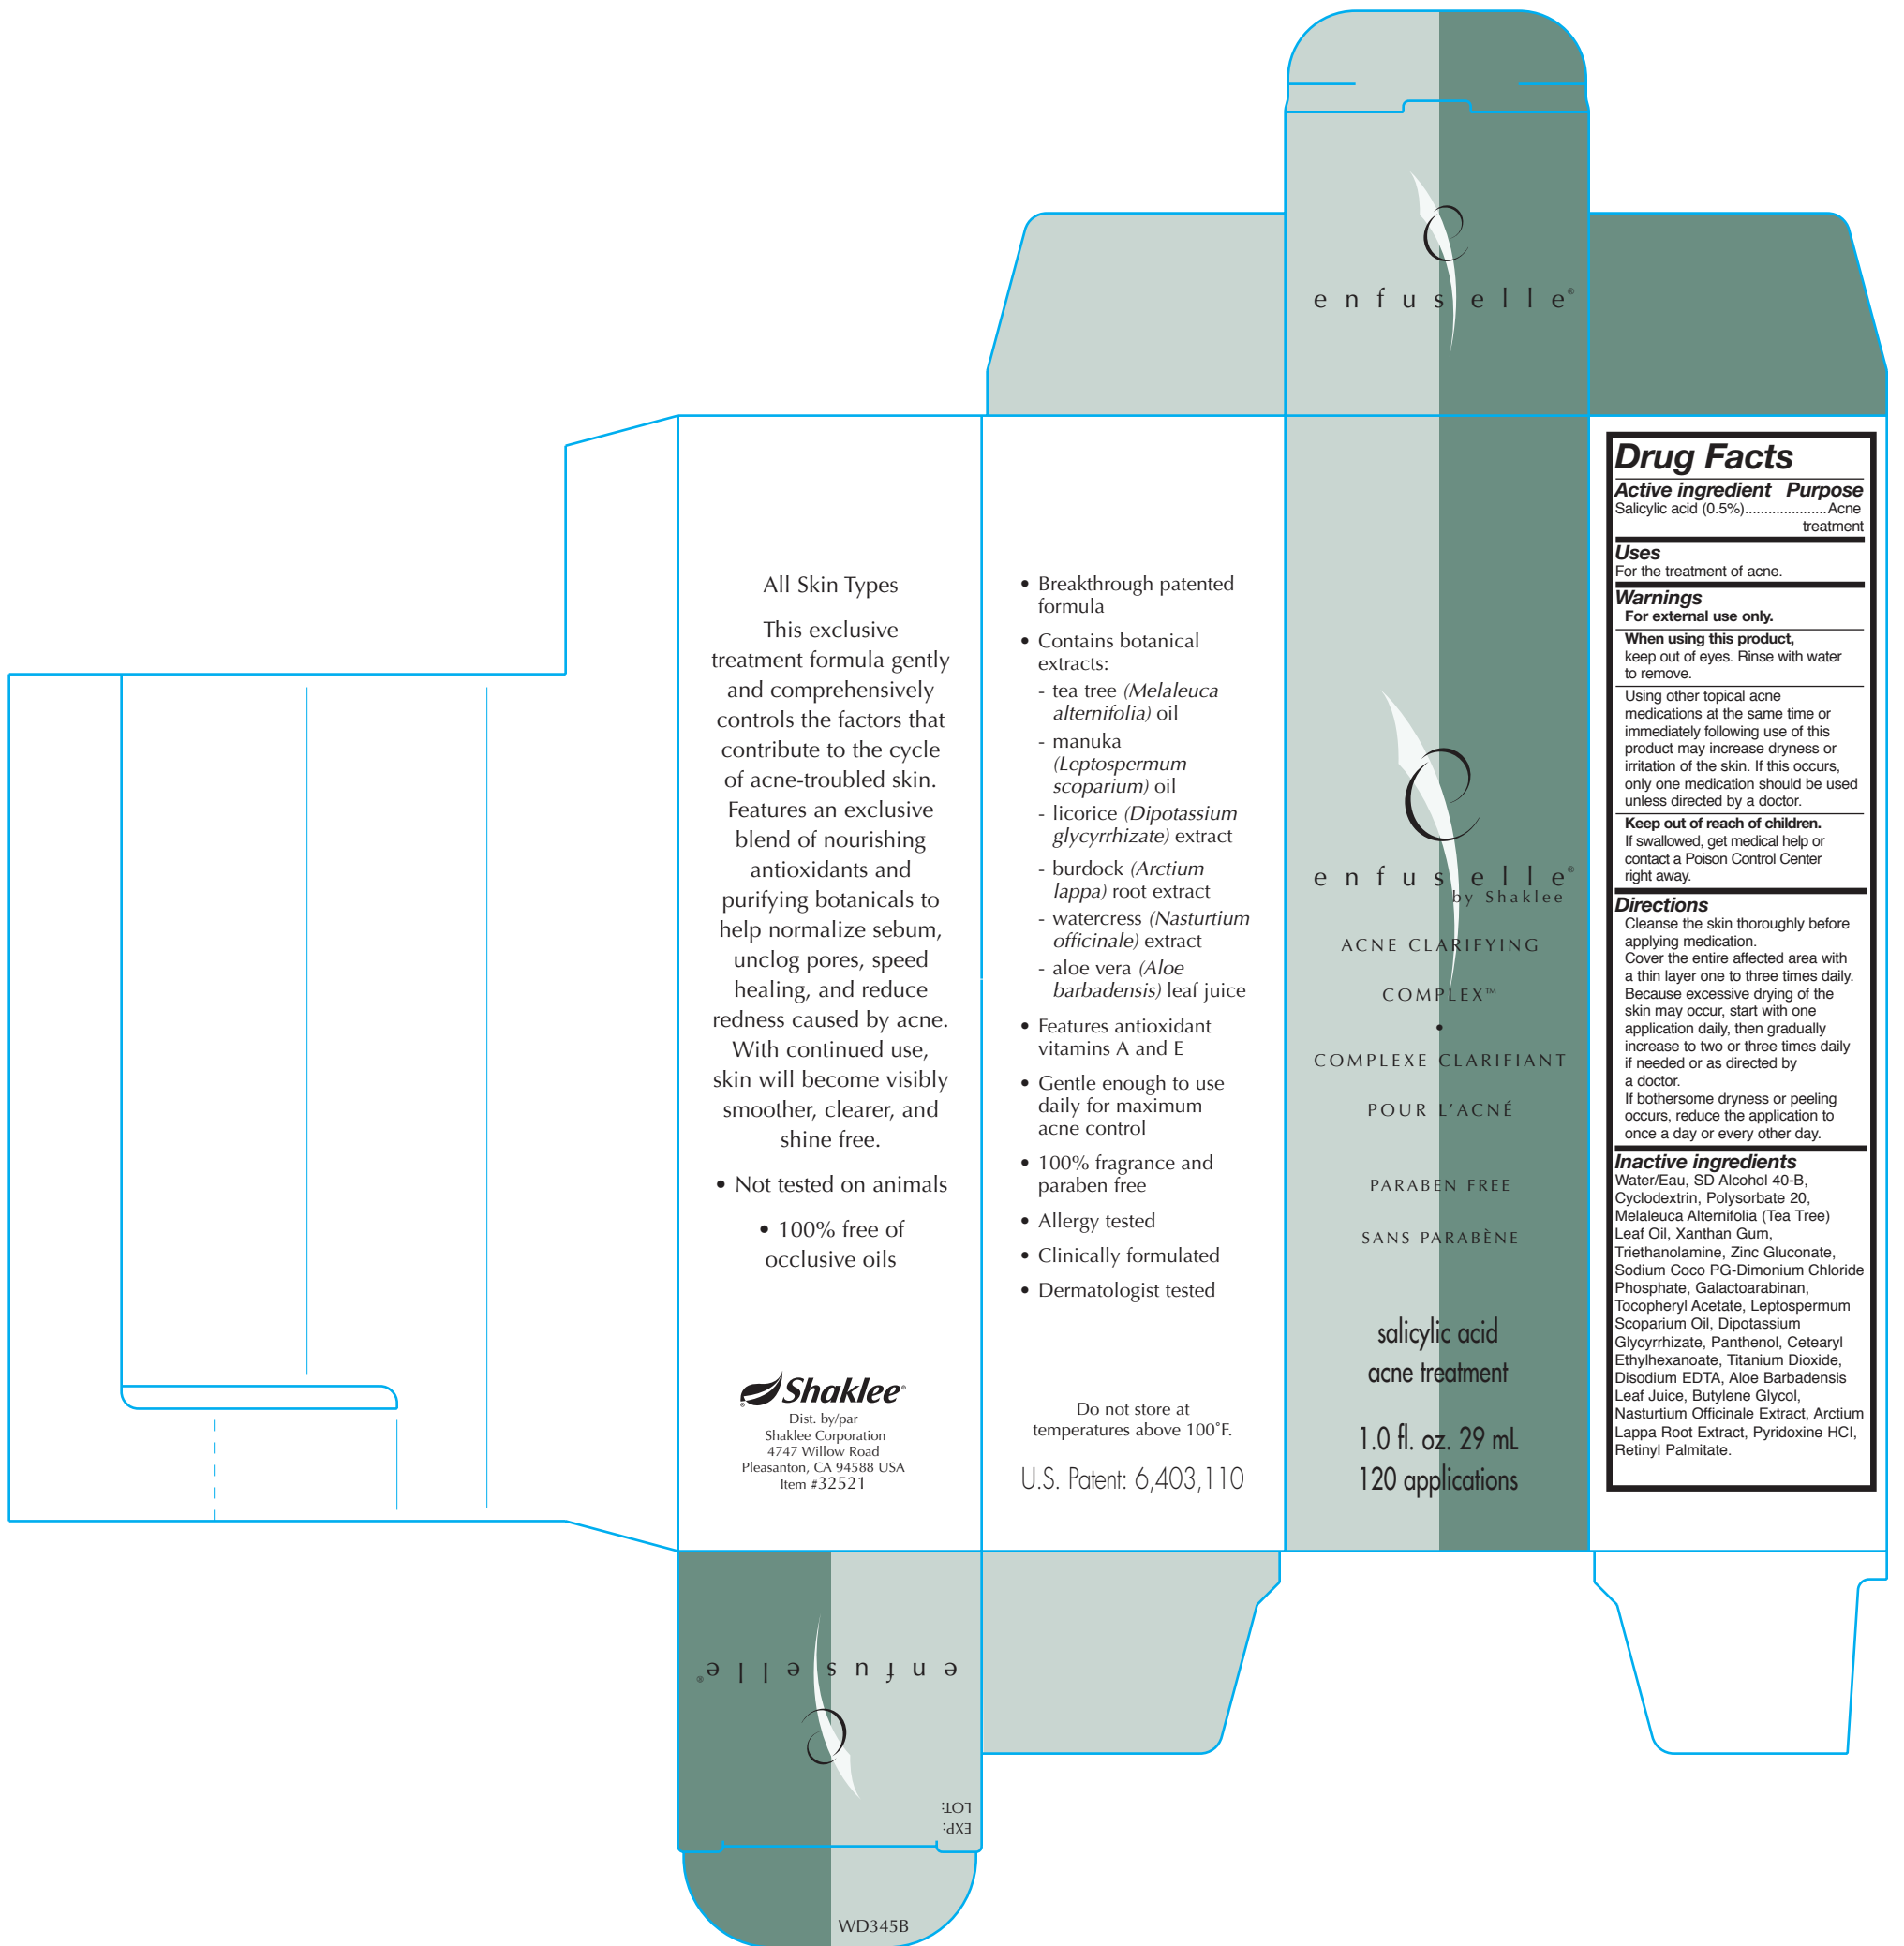 enfuselle®
All Skin Types
This exclusive
treatment formula gently
and comprehensively
controls the factors that
contribute to the cycle
of acne-troubled skin.
Features an exclusive
blend of nourishing
antioxidants and
purifying botanicals to
help normalize sebum,
unclog pores, speed
healing, and reduce
redness caused by acne.
With continued use,
skin will become visibly
smoother, clearer, and
shine free.
• Not tested on animals
• 100% free of
occlusive oils
Shaklee®
Dist. by/par
Shaklee Corporation
4747 Willow Road
Pleasanton, CA 94588 USA
Item #32521
• Breakthrough patented
formula
• Contains botanical
extracts:
- tea tree (Melaleuca
alternifolia) oil
- manuka
(Leptospermum
scoparium) oil
- licorice (Dipotassium
glycyrrhizate) extract
- burdock (Arctium
lappa) root extract
- watercress (Nasturtium
officinale) extract
- aloe vera (Aloe
barbadensis) leaf juice
• Features antioxidant
vitamins A and E
• Gentle enough to use
daily for maximum
acne control
• 100% fragrance and
paraben free
• Allergy tested
• Clinically formulated
• Dermatologist tested
Do not store at
temperatures above 100˚F.
U.S. Patent: 6,403,110
enfuselle®
by Shaklee
ACNE CLARIFYING
COMPLEX™
•
COMPLEXE CLARIFIANT
POUR L'ACNÉ
PARABEN FREE
SANS PARABÈNE
salicylic acid
acne treatment
1.0 fl. oz. 29 mL
120 applications
Drug Facts
Active ingredient Purpose
Salicylic acid (0.5%).....................Acne
treatment
Uses
For the treatment of acne.
Warnings
For external use only.
When using this product,
keep out of eyes. Rinse with water
to remove.
Using other topical acne
medications at the same time or
immediately following use of this
product may increase dryness or
irritation of the skin. If this occurs,
only one medication should be used
unless directed by a doctor.
Keep out of reach of children.
If swallowed, get medical help or
contact a Poison Control Center
right away.
Directions
Cleanse the skin thoroughly before
applying medication.
Cover the entire affected area with
a thin layer one to three times daily.
Because excessive drying of the
skin may occur, start with one
application daily, then gradually
increase to two or three times daily
if needed or as directed by
a doctor.
If bothersome dryness or peeling
occurs, reduce the application to
once a day or every other day.
Inactive ingredients
Water/Eau, SD Alcohol 40-B,
Cyclodextrin, Polysorbate 20,
Melaleuca Alternifolia (Tea Tree)
Leaf Oil, Xanthan Gum,
Triethanolamine, Zinc Gluconate,
Sodium Coco PG-Dimonium Chloride
Phosphate, Galactoarabinan,
Tocopheryl Acetate, Leptospermum
Scoparium Oil, Dipotassium
Glycyrrhizate, Panthenol, Cetearyl
Ethylhexanoate, Titanium Dioxide,
Disodium EDTA, Aloe Barbadensis
Leaf Juice, Butylene Glycol,
Nasturtium Officinale Extract, Arctium
Lappa Root Extract, Pyridoxine HCI,
Retinyl Palmitate.
enfuselle®
EXP:
LOT:
WD345B